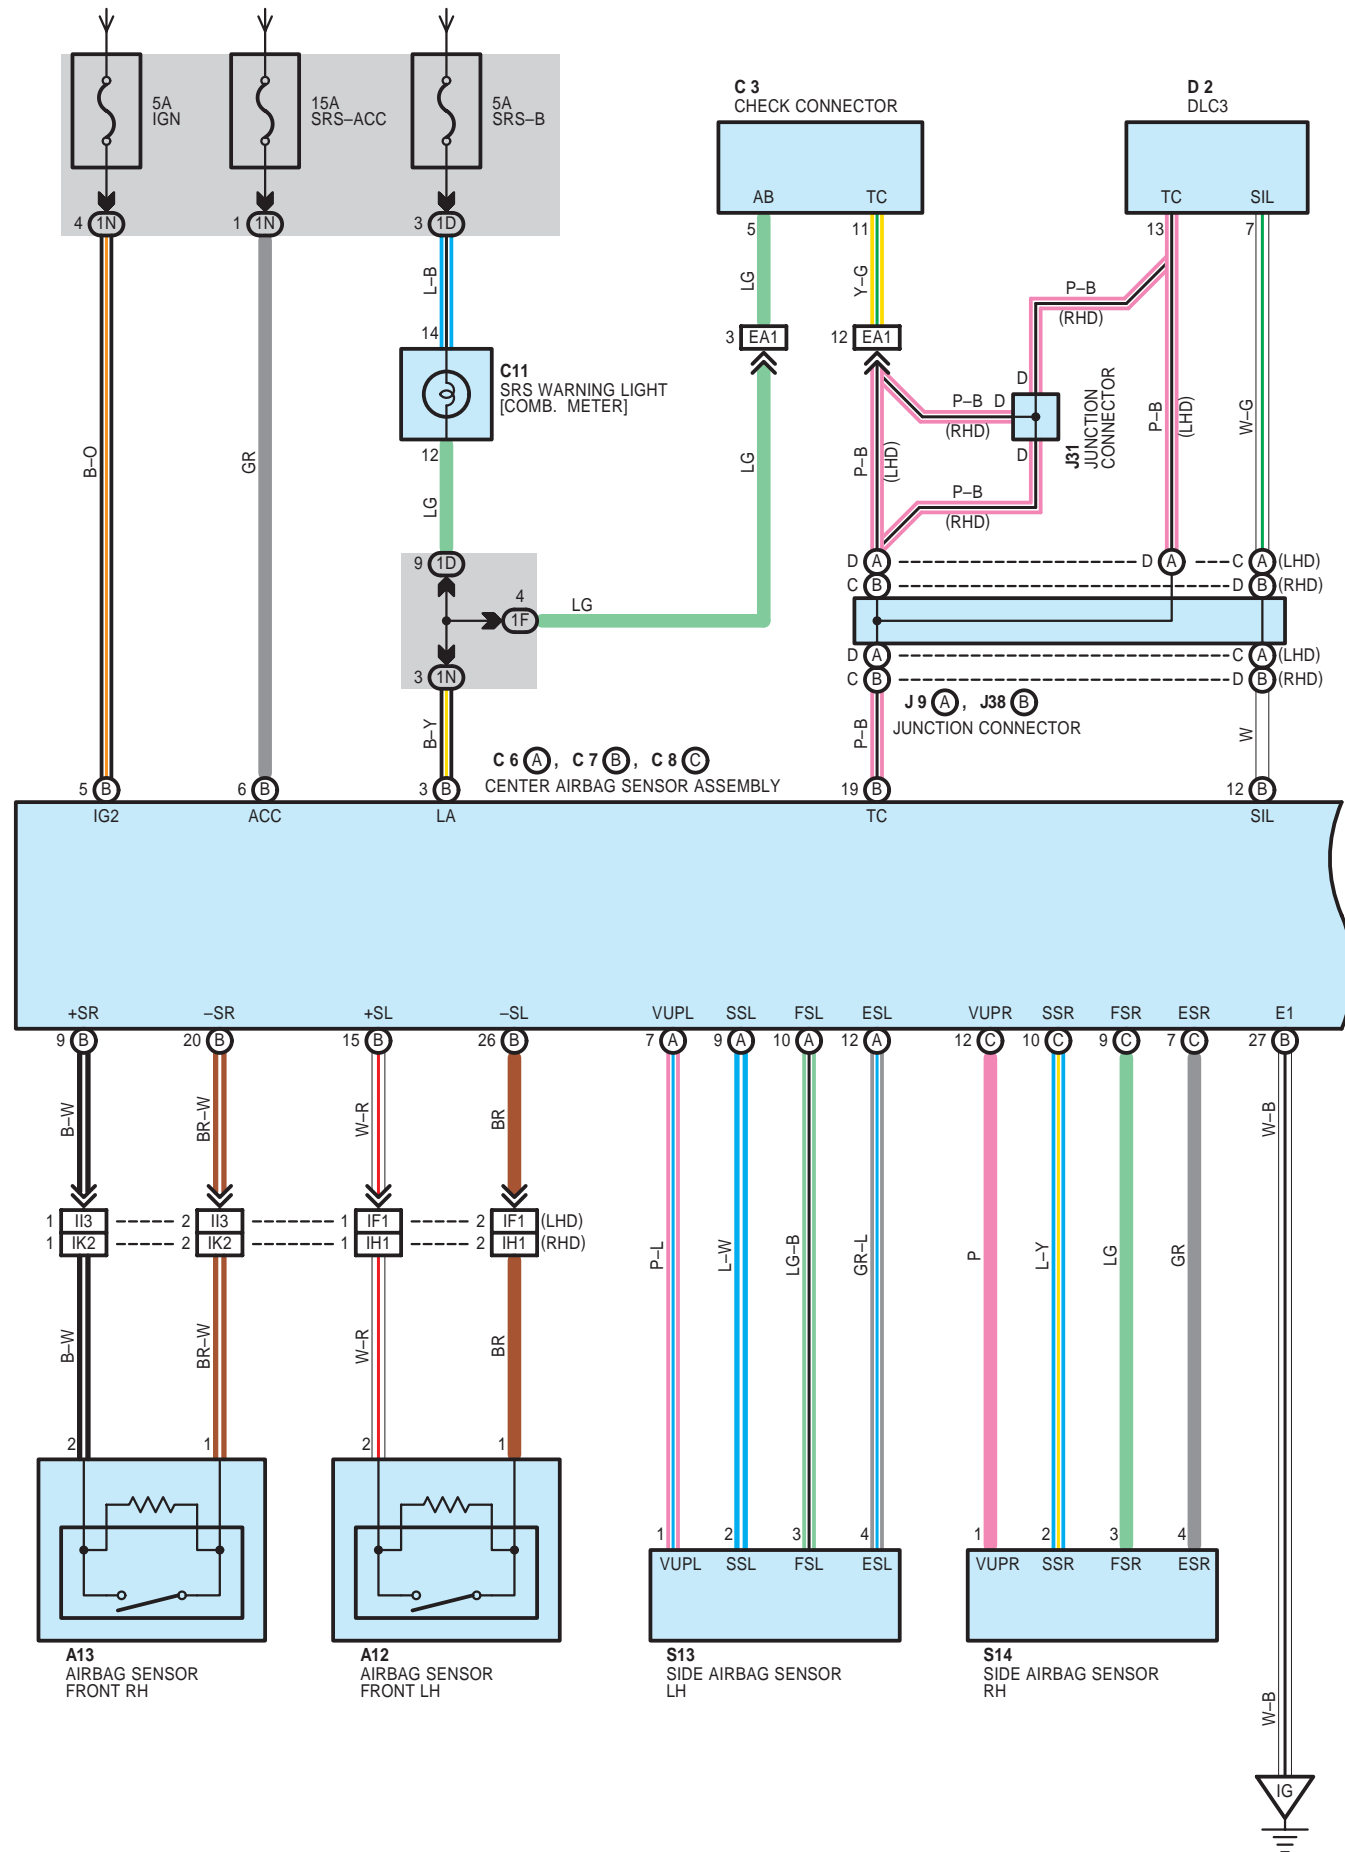 5A
IGN
15A
SRS–ACC
5A
SRS–B
C 3
CHECK CONNECTOR
D 2
DLC3
AB
TC
TC
SIL
4 1N
1 1N
3 1D
5
11
13
7
L–B
LG
Y–G
P–B
(RHD)
14
3 EA1
12 EA1
C11
SRS WARNING LIGHT
[COMB. METER]
D
P–B D
(RHD)
D
J31
JUNCTION
CONNECTOR
P–B
(LHD)
W–G
B–O
GR
12
LG
LG
P–B
(LHD)
P–B
(RHD)
9 1D
4
1F
LG
D A D A C A (LHD)
C B D B (RHD)
3 1N
D A C A (LHD)
C B D B (RHD)
J 9 A , J38 B
JUNCTION CONNECTOR
B–Y
P–B
W
C 6 A , C 7 B , C 8 C
CENTER AIRBAG SENSOR ASSEMBLY
5 B
6 B
3 B
19 B
12 B
IG2
ACC
LA
TC
SIL
+SR
–SR
+SL
–SL
VUPL
SSL
FSL
ESL
VUPR
SSR
FSR
ESR
E1
9 B
20 B
15 B
26 B
7 A
9 A
10 A
12 A
12 C
10 C
9 C
7 C
27 B
B–W
BR–W
W–R
BR
W–B
1 II3 2 II3 1 IF1 2 IF1 (LHD)
1 IK2 2 IK2 1 IH1 2 IH1 (RHD)
P–L
L–W
LG–B
GR–L
P
L–Y
LG
GR
B–W
BR–W
W–R
BR
2
1
2
1
1
2
3
4
1
2
3
4
VUPL
SSL
FSL
ESL
VUPR
SSR
FSR
ESR
A13
AIRBAG SENSOR
FRONT RH
A12
AIRBAG SENSOR
FRONT LH
S13
SIDE AIRBAG SENSOR
LH
S14
SIDE AIRBAG SENSOR
RH
W–B
IG